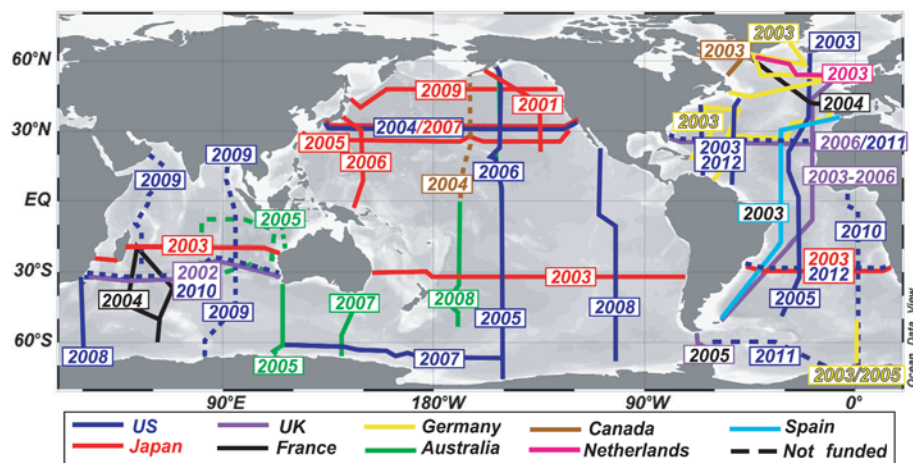 2003 2003 2003
60°N 2003
2009 2001 2004
2003
30°N 2004/2007
2005 2003 2006/2011
2009 2006 2006 2012
2009 2004 2003-2006
EQ
2005 2003 2010
2003 2003
30°S 2002 2003 2012
2010
2004 2009 2007 2008 2008 2005
2005
60°S
2008 2005 2007 2005 2011
2003/2005
90°E 180°W 90°W 0°
Ocean Data View
US UK Germany Canada Spain
Japan France Australia Netherlands Not funded